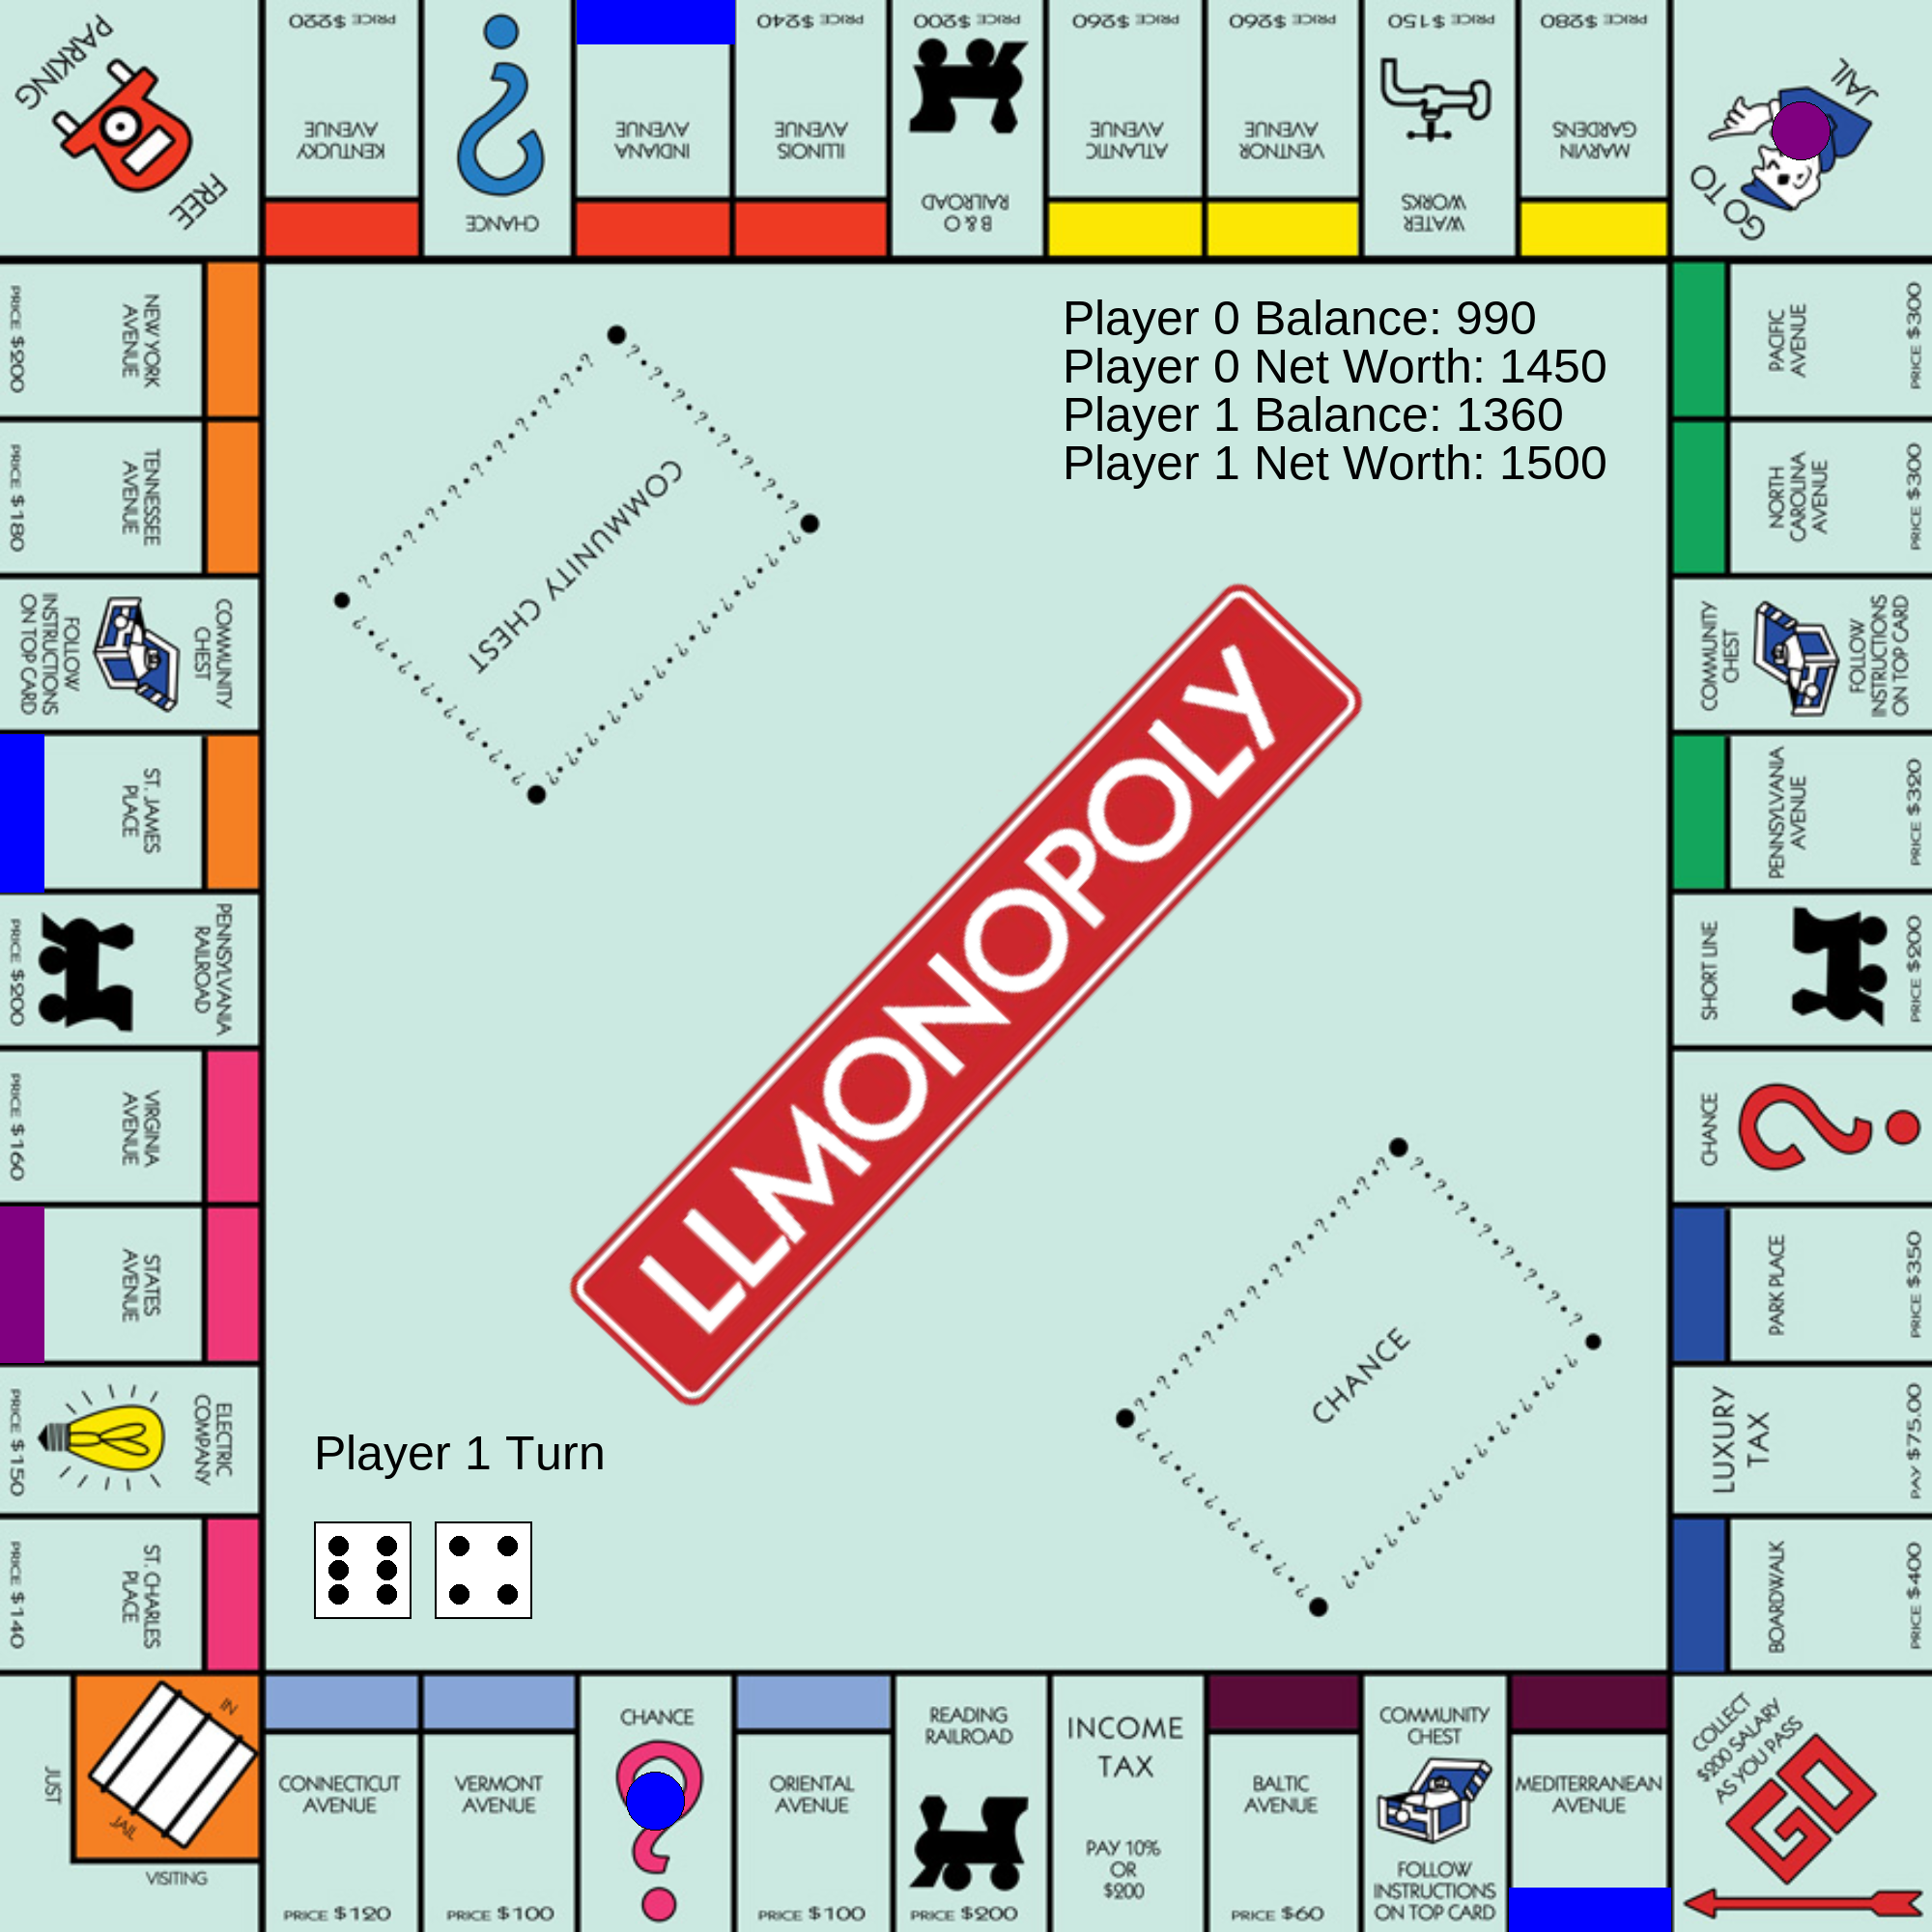 PARKING
FREE
PRICE $220
KENTUCKY
AVENUE
CHANCE
INDIANA
AVENUE
PRICE $240
ILLINOIS
AVENUE
PRICE $200
B & O
RAILROAD
PRICE $260
ATLANTIC
AVENUE
PRICE $260
VENTNOR
AVENUE
PRICE $150
WATER
WORKS
PRICE $280
MARVIN
GARDENS
GO TO
JAIL
NEW YORK
AVENUE
PRICE $200
TENNESSEE
AVENUE
PRICE $180
COMMUNITY
CHEST
FOLLOW
INSTRUCTIONS
ON TOP CARD
ST. JAMES
PLACE
PENNSYLVANIA
RAILROAD
PRICE $200
VIRGINIA
AVENUE
PRICE $160
STATES
AVENUE
ELECTRIC
COMPANY
PRICE $150
ST. CHARLES
PLACE
PRICE $140
Player 0 Balance: 990
Player 0 Net Worth: 1450
Player 1 Balance: 1360
Player 1 Net Worth: 1500
COMMUNITY CHEST
LLMONOPOLY
CHANCE
Player 1 Turn
PACIFIC
AVENUE
PRICE $300
NORTH
CAROLINA
AVENUE
PRICE $300
COMMUNITY
CHEST
FOLLOW
INSTRUCTIONS
ON TOP CARD
PENNSYLVANIA
AVENUE
PRICE $320
SHORT LINE
PRICE $200
CHANCE
PARK PLACE
PRICE $350
LUXURY
TAX
PAY $75.00
BOARDWALK
PRICE $400
JUST
VISITING
IN
JAIL
CONNECTICUT
AVENUE
PRICE $120
VERMONT
AVENUE
PRICE $100
CHANCE
ORIENTAL
AVENUE
PRICE $100
READING
RAILROAD
PRICE $200
INCOME
TAX
PAY 10%
OR
$200
BALTIC
AVENUE
PRICE $60
COMMUNITY
CHEST
FOLLOW
INSTRUCTIONS
ON TOP CARD
MEDITERRANEAN
AVENUE
COLLECT
$200 SALARY
AS YOU PASS
GO